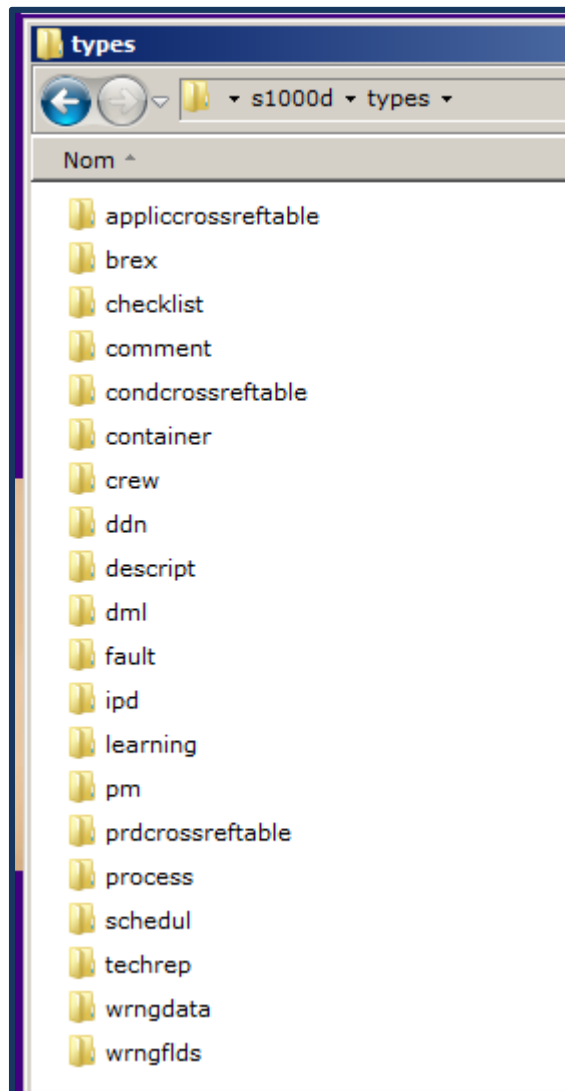 types
s1000d types
Nom
appliccrossreftable
brex
checklist
comment
condcrossreftable
container
crew
ddn
descript
dml
fault
ipd
learning
pm
prdcrossreftable
process
schedul
techrep
wrngdata
wrngflds